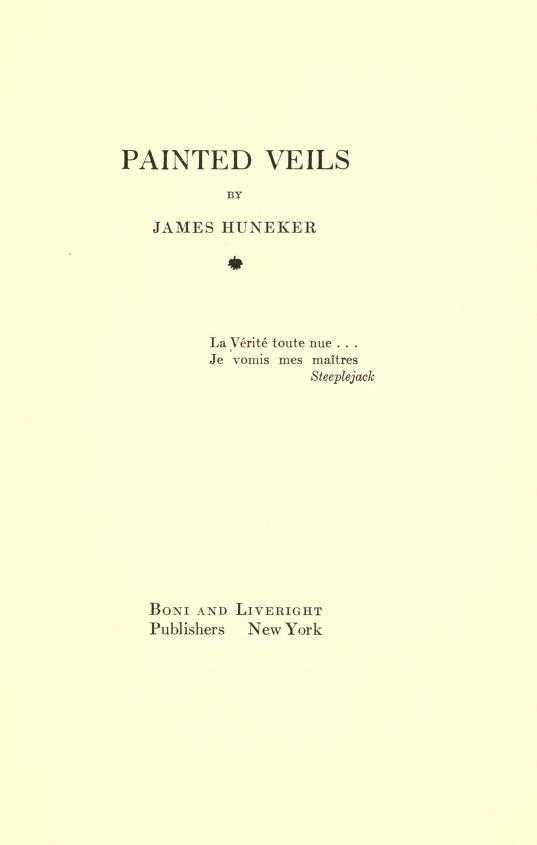 PAINTED VEILS
BY
JAMES HUNEKER
La Vérité toute nue . . .
Je vomis mes maîtres
Steeplejack
BONI AND LIVERIGHT
Publishers New York